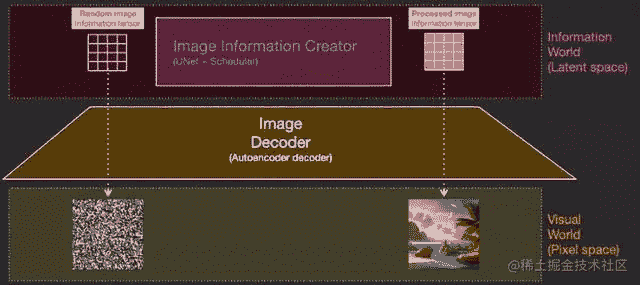 Random image
information tensor
Processed image
information tensor
Image Information Creator
(UNet + Scheduler)
Information
World
(Latent space)
Image
Decoder
(Autoencoder decoder)
Visual
World
(Pixel space)
@稀土掘金技术社区